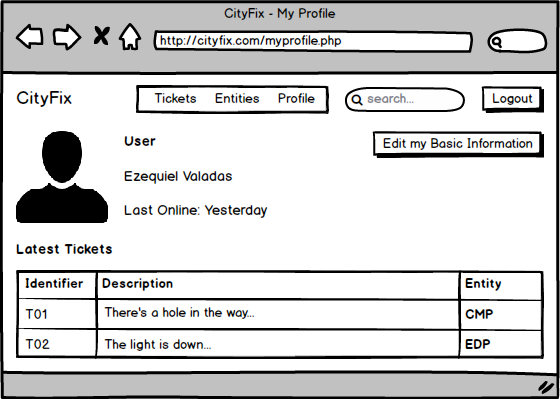 CityFix - My Profile
http://cityfix.com/myprofile.php
CityFix Tickets Entities Profile search... Logout
User Edit my Basic Information
Ezequiel Valadas
Last Online: Yesterday
Latest Tickets
Identifier Description Entity
T01 There's a hole in the way... CMP
T02 The light is down... EDP